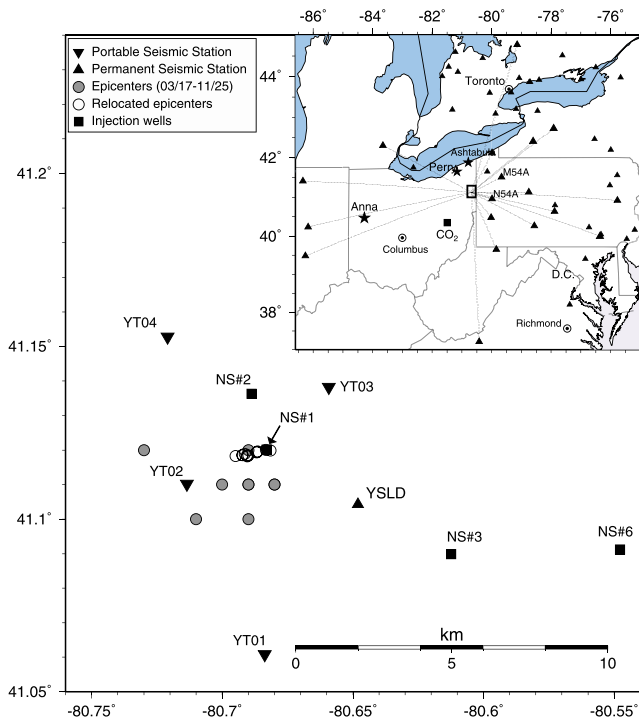 -86° -84° -82° -80° -78° -76°
Portable Seismic Station
Permanent Seismic Station
Epicenters (03/17-11/25)
Relocated epicenters
Injection wells
44°
42°
40°
38°
Toronto
Ashtabula
Perry
M54A
N54A
Anna
CO2
Columbus
D.C.
Richmond
41.2°
41.15°
41.1°
41.05°
YT04
NS#2
YT03
NS#1
YT02
YSLD
NS#3
NS#6
YT01
km
0 5 10
-80.75° -80.7° -80.65° -80.6° -80.55°